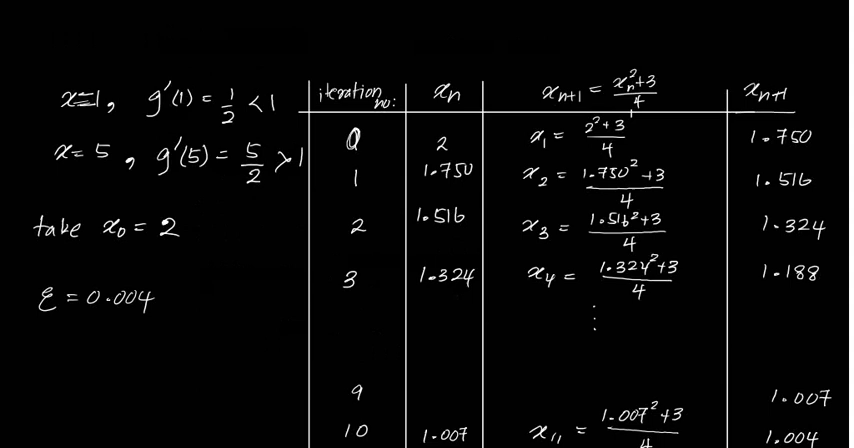 x=1, g'(1) = 1/2 < 1
x=5, g'(5) = 5/2 > 1
take x₀ = 2
ε = 0.004
iteration no: xₙ xₙ₊₁ = (xₙ²+3)/4 xₙ₊₁
0 2 x₁ = (2²+3)/4 1.750
1 1.750 x₂ = (1.750²+3)/4 1.516
2 1.516 x₃ = (1.516²+3)/4 1.324
3 1.324 x₄ = (1.324²+3)/4 1.188
⋮
9 1.007
10 1.007 x₁₁ = (1.007²+3)/4 1.004